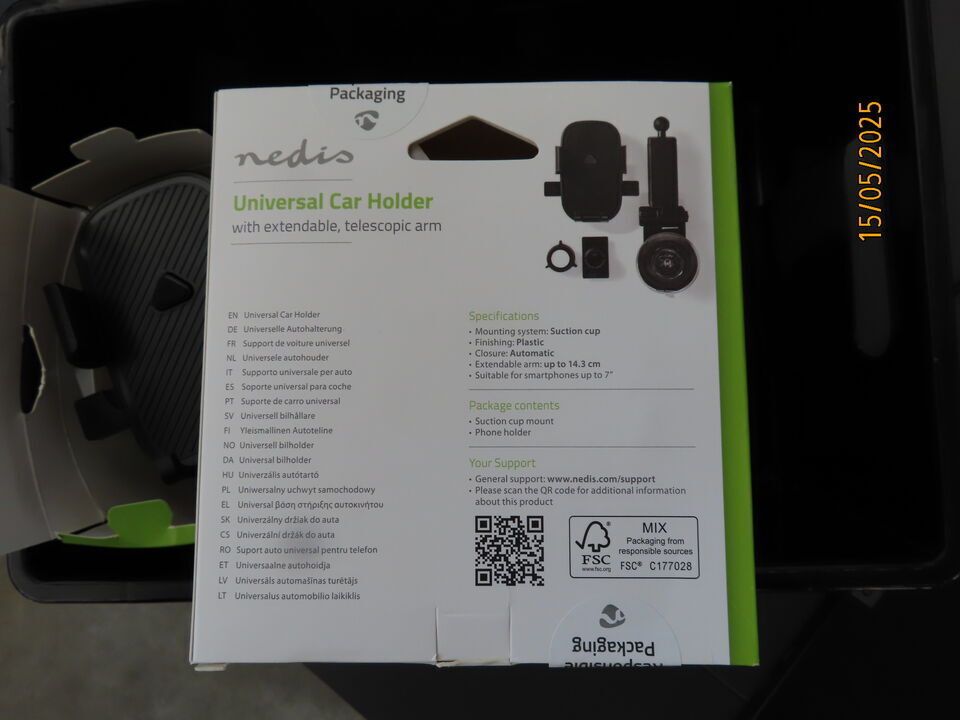 Packaging
nedis
Universal Car Holder
with extendable, telescopic arm
EN Universal Car Holder
DE Universelle Autohalterung
FR Support de voiture universel
NL Universele autohouder
IT Supporto universale per auto
ES Soporte universal para coche
PT Suporte de carro universal
SV Universell bilhållare
FI Yleismallinen Autoteline
NO Universell bilholder
DA Universal bilholder
HU Univerzális autótartó
PL Uniwersalny uchwyt samochodowy
EL Universal βάση στήριξης αυτοκινήτου
SK Univerzálny držiak do auta
CS Univerzální držák do auta
RO Suport auto universal pentru telefon
ET Universaalne autohoidja
LV Universāls automašīnas turētājs
LT Universalus automobilio laikiklis
Specifications
• Mounting system: Suction cup
• Finishing: Plastic
• Closure: Automatic
• Extendable arm: up to 14.3 cm
• Suitable for smartphones up to 7"
Package contents
• Suction cup mount
• Phone holder
Your Support
• General support: www.nedis.com/support
• Please scan the QR code for additional information
about this product
FSC®
www.fsc.org
MIX
Packaging from
responsible sources
FSC® C177028
Responsible
Packaging
15/05/2025